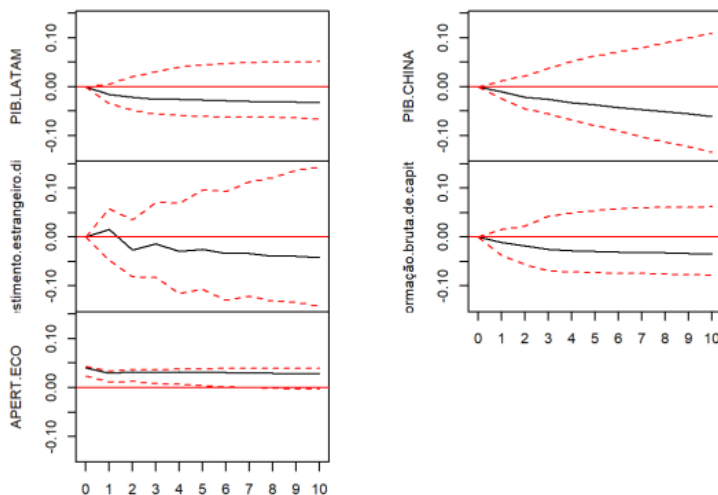 PIB.LATAM
-0.10 0.00 0.10
stimento.estrangeiro.di
-0.10 0.00 0.10
APERT.ECO
-0.10 0.00 0.10
0 1 2 3 4 5 6 7 8 9 10
PIB.CHINA
-0.10 0.00 0.10
ormação.bruta.de.capit
-0.10 0.00 0.10
0 1 2 3 4 5 6 7 8 9 10